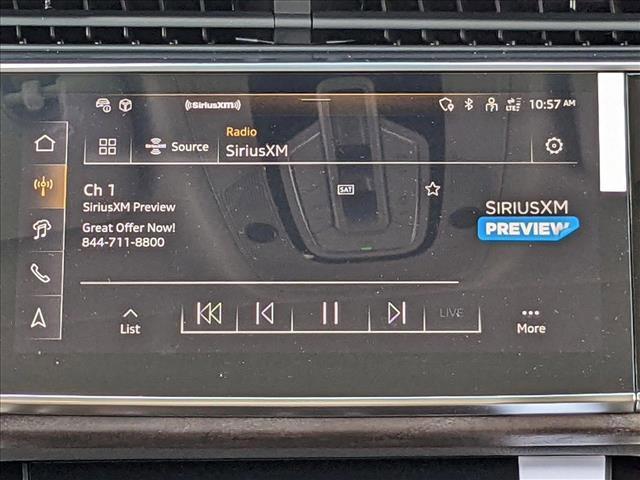 ((SiriusXM))
LTE
10:57 AM
Source
Radio
SiriusXM
Ch 1
SAT
SiriusXM Preview
Great Offer Now!
844-711-8800
SIRIUSXM
PREVIEW
List
LIVE
More